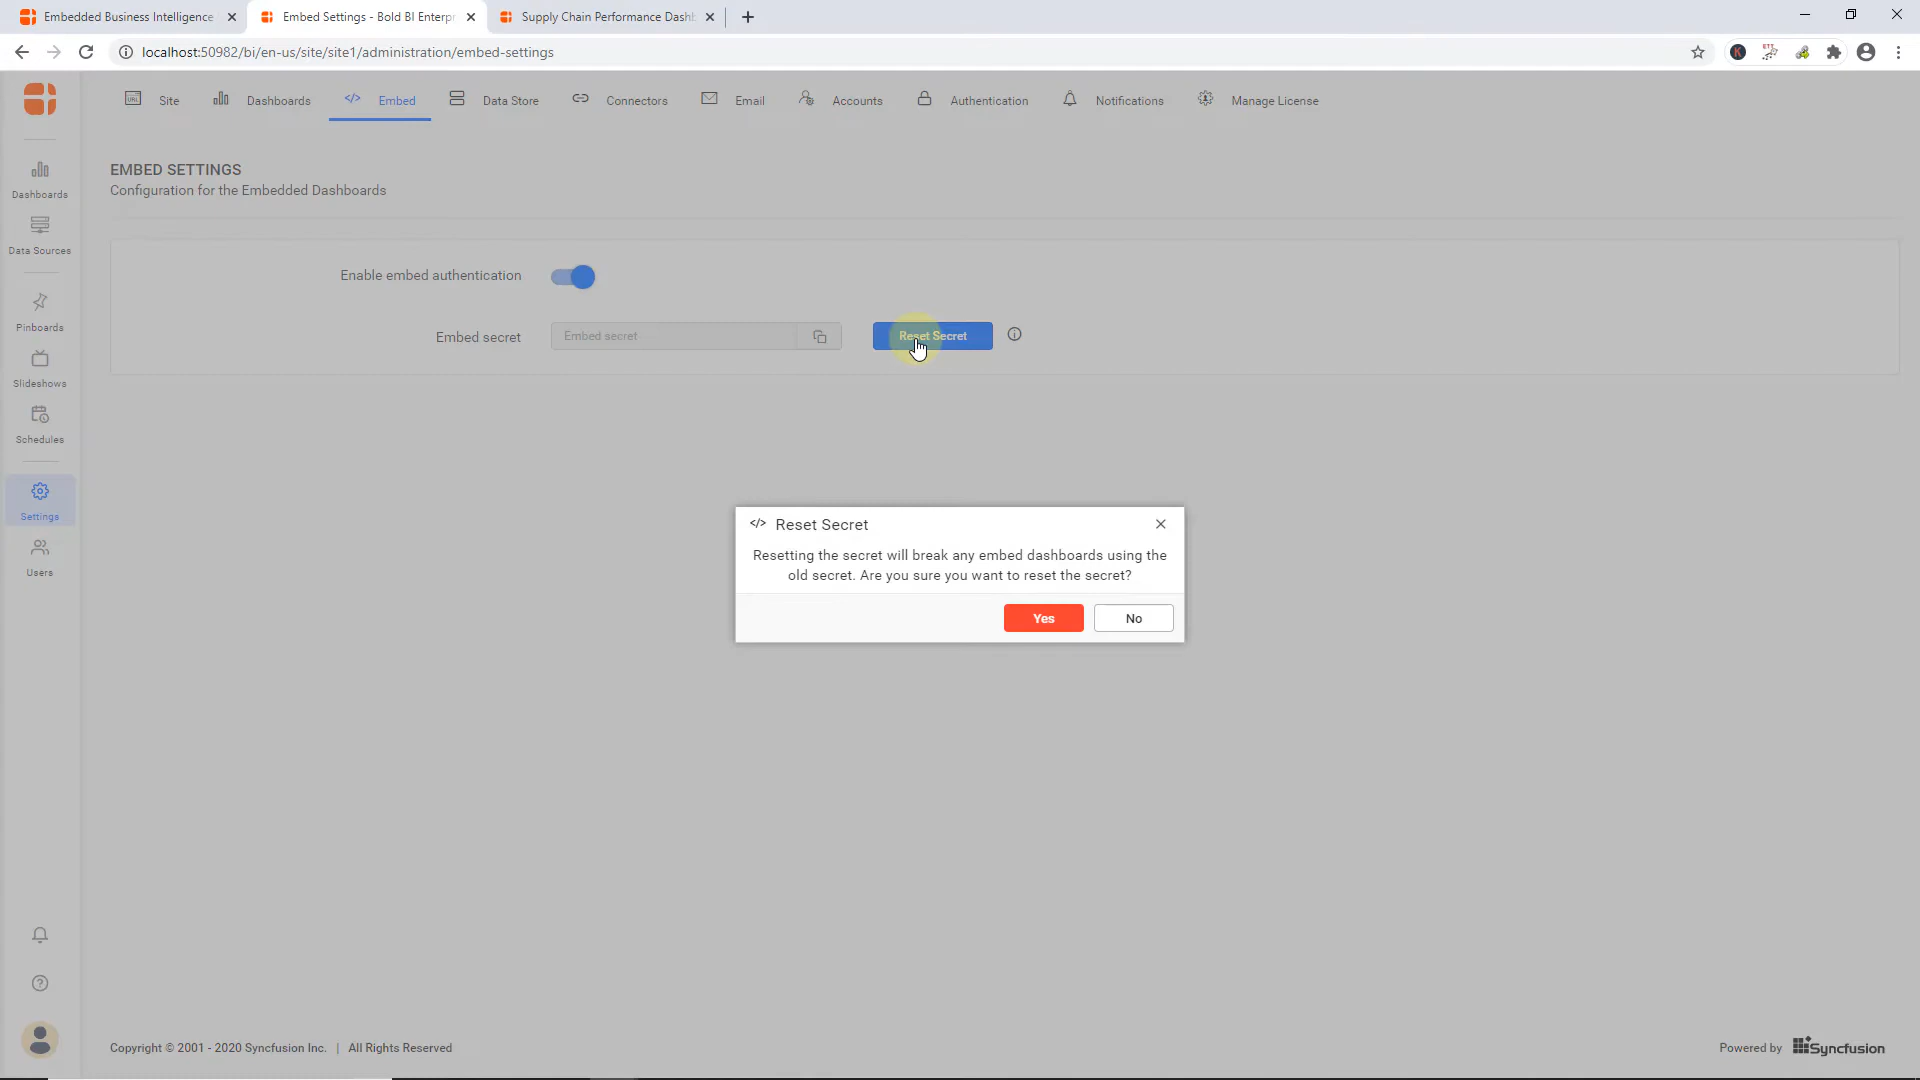 Embedded Business Intelligence
Embed Settings - Bold BI Enterpr
Supply Chain Performance Dashb
localhost:50982/bi/en-us/site/site1/administration/embed-settings
Site
Dashboards
Embed
Data Store
Connectors
Email
Accounts
Authentication
Notifications
Manage License
Dashboards
Data Sources
Pinboards
Slideshows
Schedules
Settings
Users
EMBED SETTINGS
Configuration for the Embedded Dashboards
Enable embed authentication
Embed secret
Embed secret
Reset Secret
</> Reset Secret
Resetting the secret will break any embed dashboards using the
old secret. Are you sure you want to reset the secret?
Yes
No
Copyright © 2001 - 2020 Syncfusion Inc. | All Rights Reserved
Powered by Syncfusion